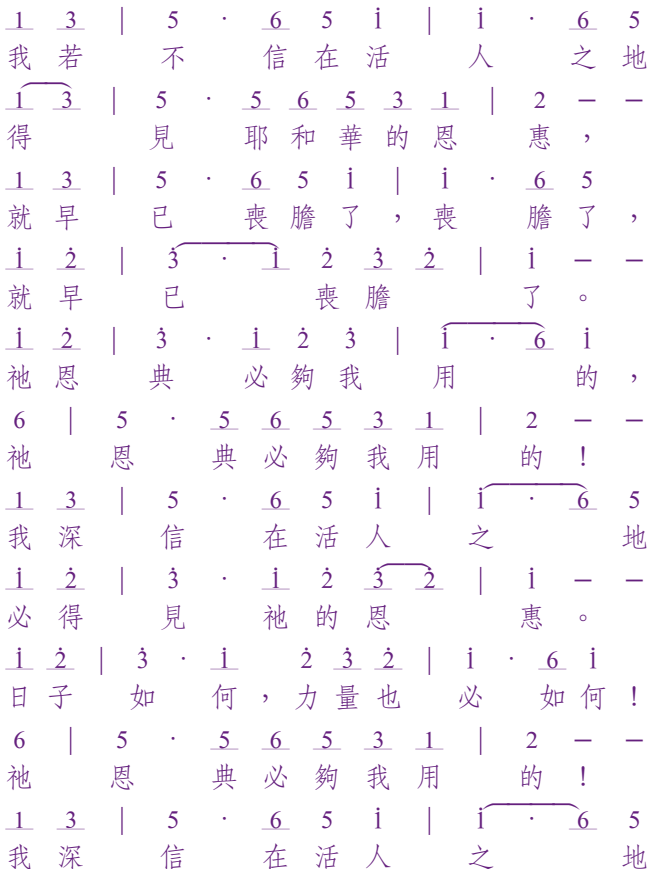 1 3 | 5 · 6 5 i | i · 6 5
我若 不 信在活 人 之地
1 3 | 5 · 5 6 5 3 1 | 2 – –
得 見 耶和華的恩 惠，
1 3 | 5 · 6 5 i | i · 6 5
就早 已 喪膽了，喪 膽了，
i 2̇ | 3̇ · i 2̇ 3̇ 2̇ | i – –
就早 已 喪膽 了。
i 2̇ | 3̇ · i 2̇ 3̇ | i · 6 i
祂恩 典 必夠我 用 的，
6 | 5 · 5 6 5 3 1 | 2 – –
祂 恩 典必夠我用 的！
1 3 | 5 · 6 5 i | i · 6 5
我深 信 在活人 之 地
i 2̇ | 3̇ · i 2̇ 3̇ 2̇ | i – –
必得 見 祂的恩 惠。
i 2̇ | 3̇ · i 2̇ 3̇ 2̇ | i · 6 i
日子 如 何，力量也 必 如何！
6 | 5 · 5 6 5 3 1 | 2 – –
祂 恩 典必夠我用 的！
1 3 | 5 · 6 5 i | i · 6 5
我深 信 在活人 之 地